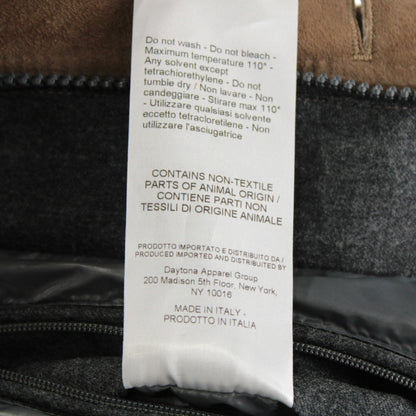 Do not wash - Do not bleach -
Maximum temperature 110° -
Any solvent except
tetrachlorethylene - Do not
tumble dry / Non lavare - Non
candeggiare - Stirare max 110°
- Utilizzare qualsiasi solvente
eccetto tetracloretilene - Non
utilizzare l'asciugatrice
CONTAINS NON-TEXTILE
PARTS OF ANIMAL ORIGIN /
CONTIENE PARTI NON
TESSILI DI ORIGINE ANIMALE
PRODOTTO IMPORTATO E DISTRIBUITO DA /
PRODUCED IMPORTED AND DISTRIBUITED BY
Daytona Apparel Group
200 Madison 5th Floor, New York,
NY 10016
MADE IN ITALY -
PRODOTTO IN ITALIA